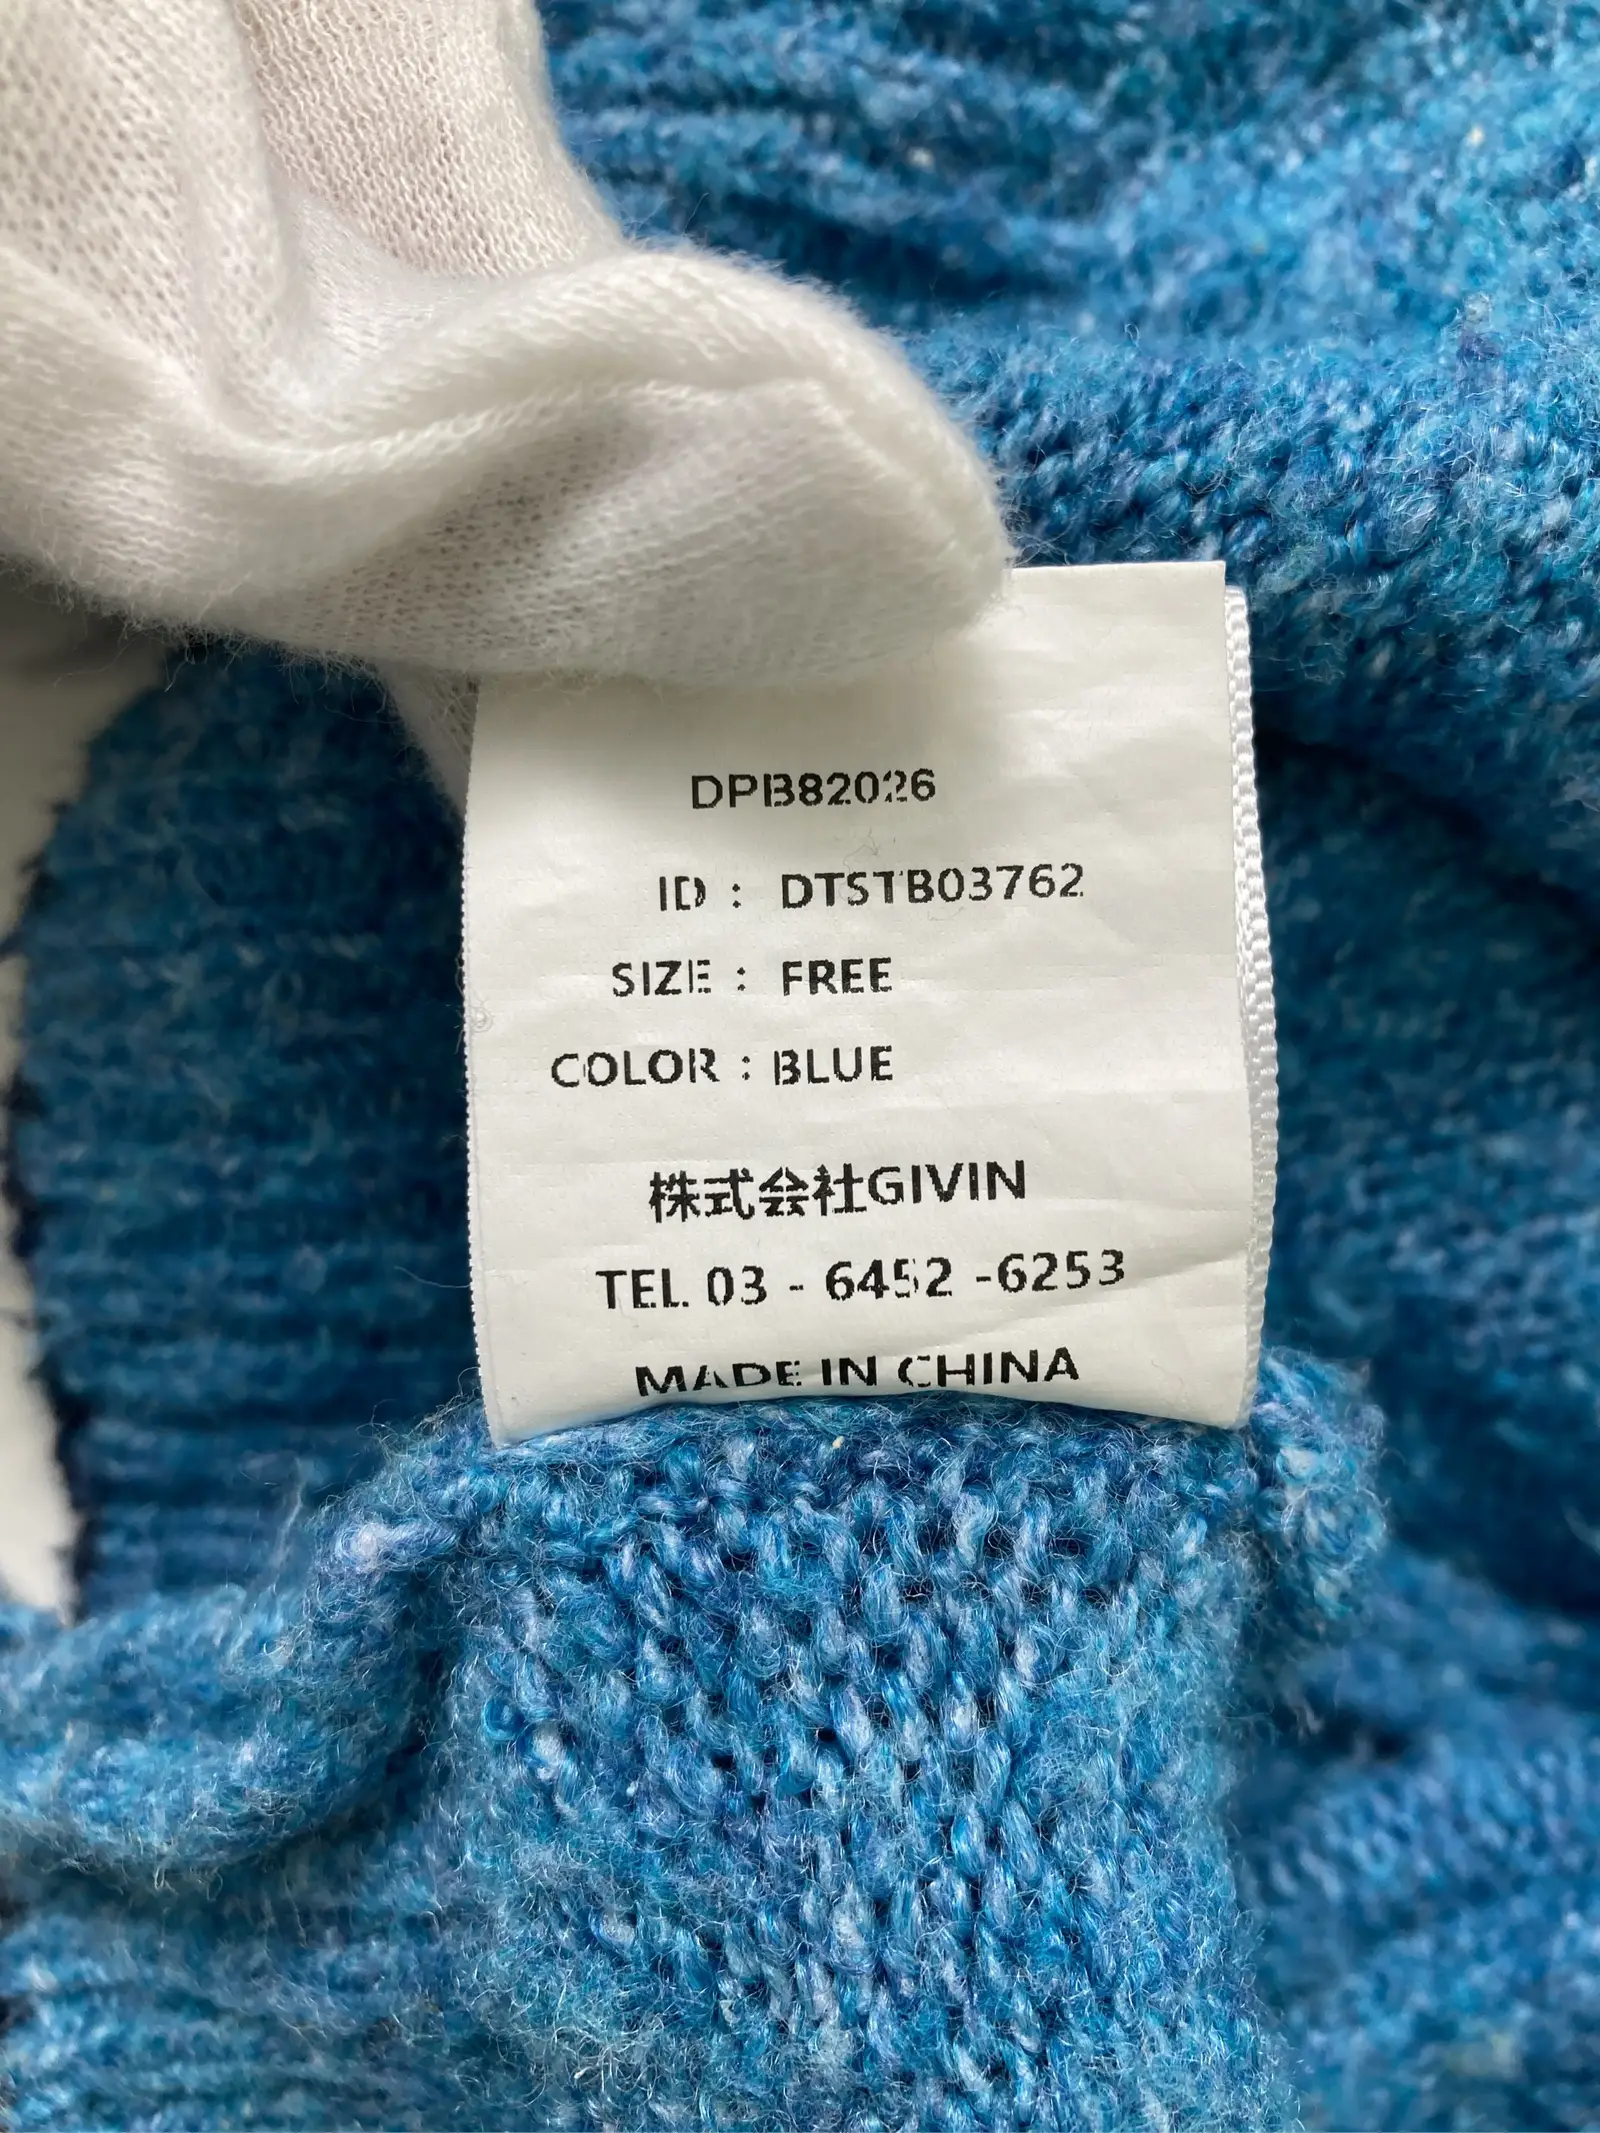 DPB82026
ID : DTSTB03762
SIZE : FREE
COLOR : BLUE
株式会社GIVIN
TEL. 03 - 6452 -6253
MADE IN CHINA